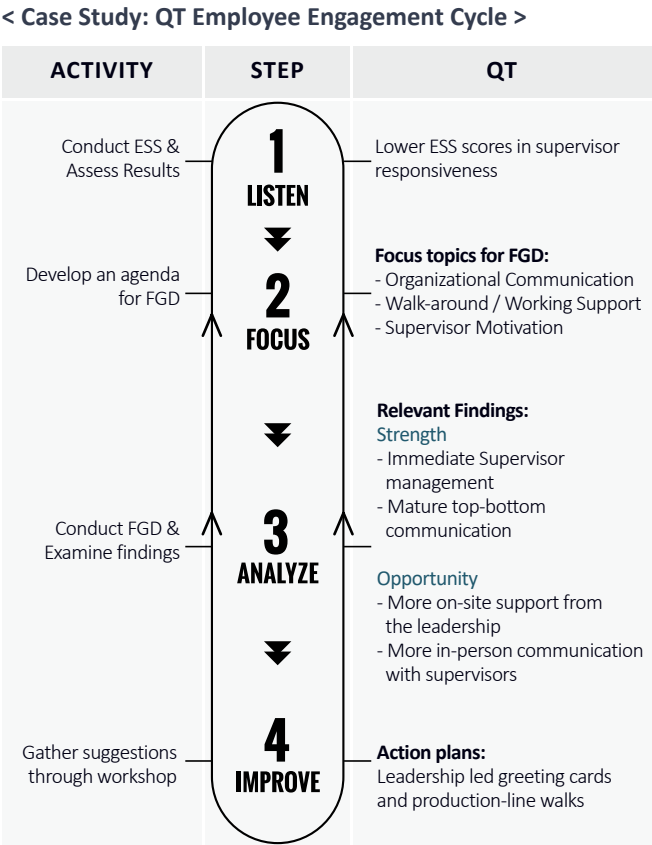 < Case Study: QT Employee Engagement Cycle >
ACTIVITY
STEP
QT
Conduct ESS &
Assess Results
1
LISTEN
Lower ESS scores in supervisor
responsiveness
Develop an agenda
for FGD
2
FOCUS
Focus topics for FGD:
- Organizational Communication
- Walk-around / Working Support
- Supervisor Motivation
Conduct FGD &
Examine findings
3
ANALYZE
Relevant Findings:
Strength
- Immediate Supervisor
management
- Mature top-bottom
communication
Opportunity
- More on-site support from
the leadership
- More in-person communication
with supervisors
Gather suggestions
through workshop
4
IMPROVE
Action plans:
Leadership led greeting cards
and production-line walks